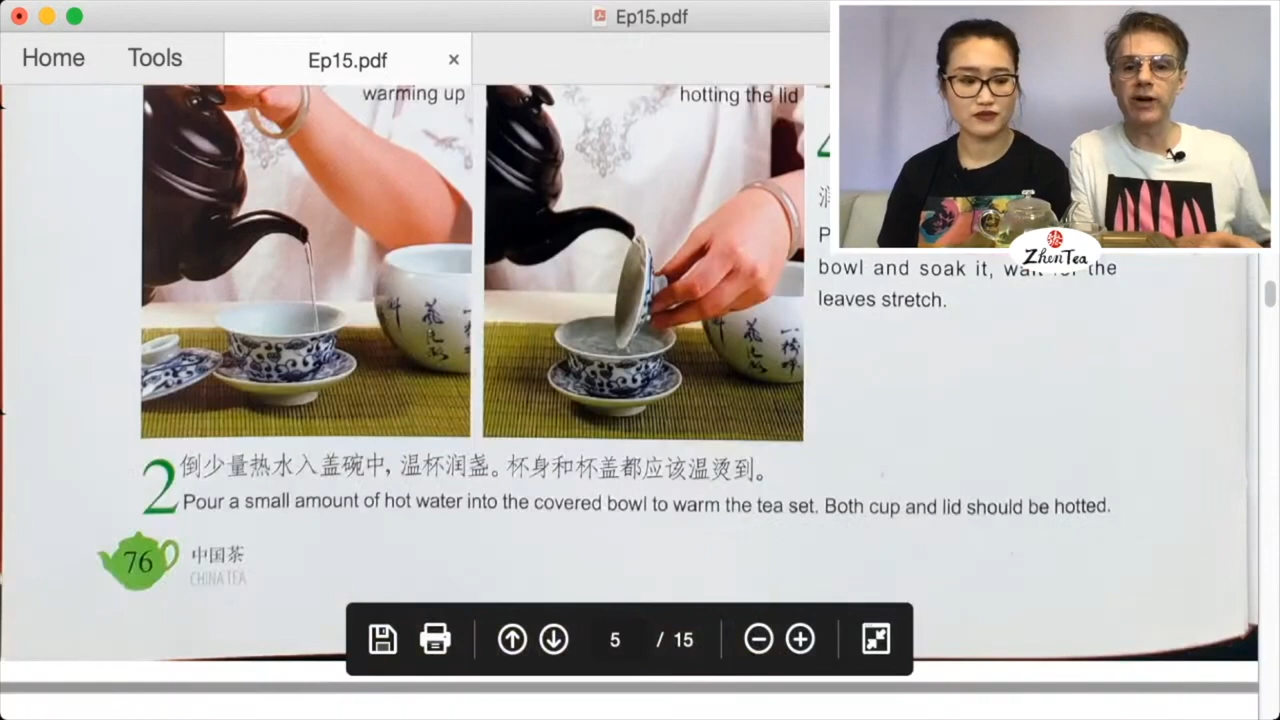 Ep15.pdf
Home
Tools
Ep15.pdf
warming up
hotting the lid
ZhenTea
bowl and soak it, wait for the
leaves stretch.
2
倒少量热水入盖碗中，温杯润盏。杯身和杯盖都应该温烫到。
Pour a small amount of hot water into the covered bowl to warm the tea set. Both cup and lid should be hotted.
76
中国茶
CHINA TEA
5 / 15